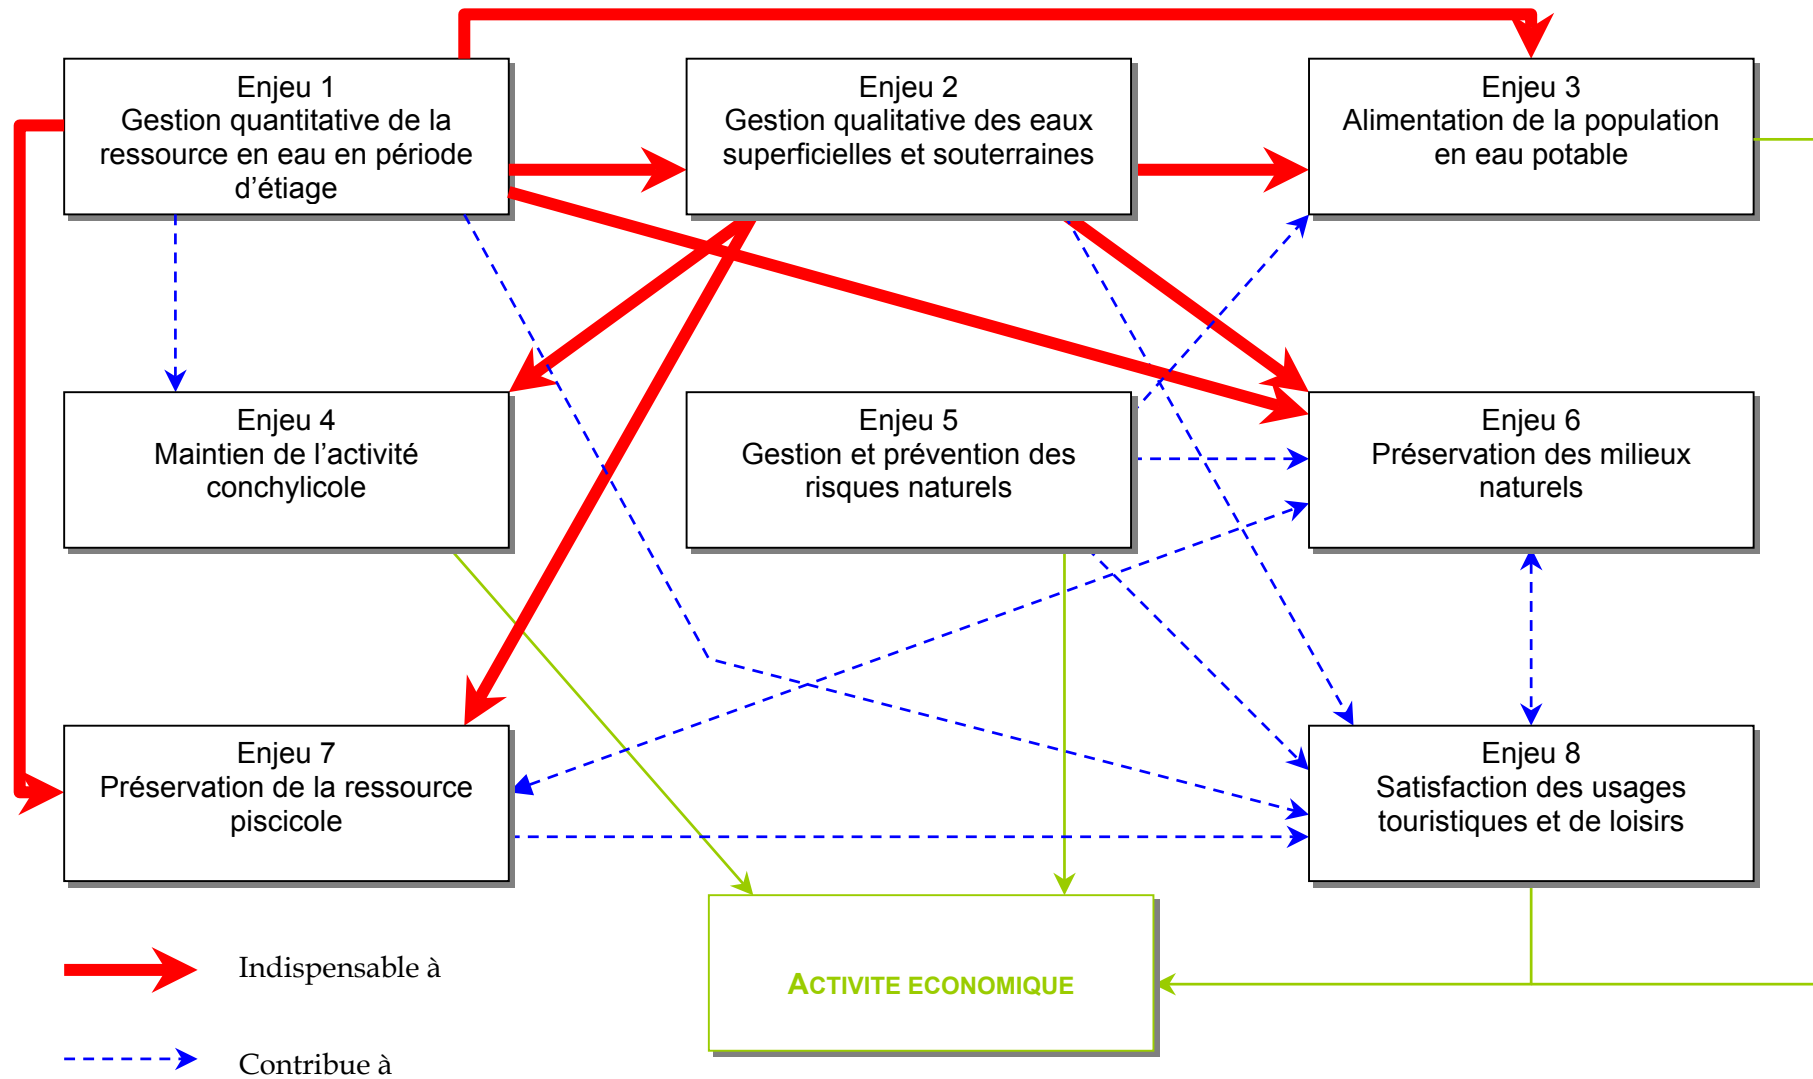 Enjeu 1
Gestion quantitative de la
ressource en eau en période
d’étiage
Enjeu 2
Gestion qualitative des eaux
superficielles et souterraines
Enjeu 3
Alimentation de la population
en eau potable
Enjeu 4
Maintien de l’activité
conchylicole
Enjeu 5
Gestion et prévention des
risques naturels
Enjeu 6
Préservation des milieux
naturels
Enjeu 7
Préservation de la ressource
piscicole
Enjeu 8
Satisfaction des usages
touristiques et de loisirs
ACTIVITE ECONOMIQUE
Indispensable à
Contribue à